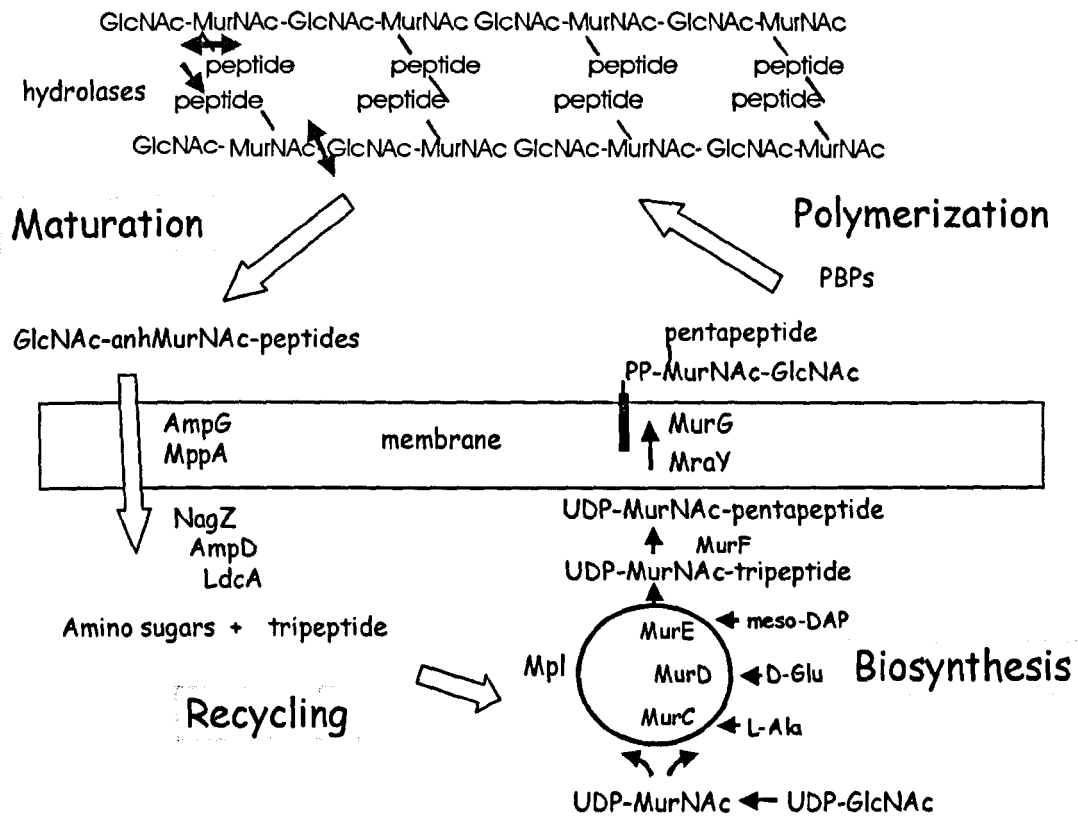 GlcNAc-MurNAc-GlcNAc-MurNAc GlcNAc-MurNAc-GlcNAc-MurNAc
peptide peptide peptide peptide
hydrolases
peptide peptide peptide peptide
GlcNAc- MurNAc GlcNAc-MurNAc GlcNAc-MurNAc- GlcNAc-MurNAc
Maturation
Polymerization
PBPs
GlcNAc-anhMurNAc-peptides
pentapeptide
PP-MurNAc-GlcNAc
AmpG
MppA
membrane
MurG
MraY
NagZ
AmpD
LdcA
UDP-MurNAc-pentapeptide
MurF
UDP-MurNAc-tripeptide
Amino sugars + tripeptide
MurE
meso-DAP
Mpl
MurD
D-Glu
Biosynthesis
Recycling
MurC
L-Ala
UDP-MurNAc
UDP-GlcNAc